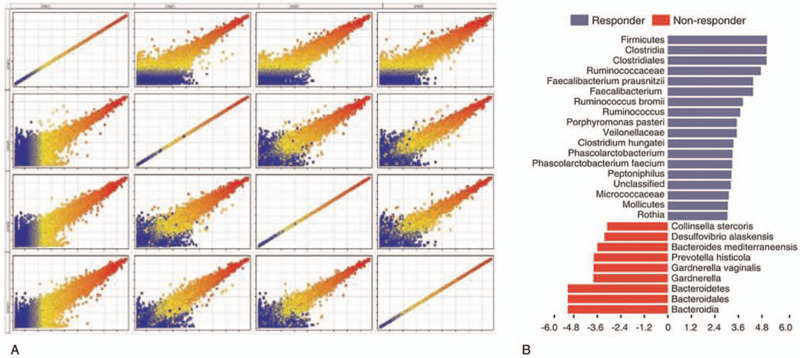 Responder
Non-responder
Firmicutes
Clostridia
Clostridiales
Ruminococcaceae
Faecalibacterium prausnitzii
Faecalibacterium
Ruminococcus bromii
Ruminococcus
Porphyromonas pasteri
Veilonellaceae
Clostridium hungatei
Phascolarctobacterium
Phascolarctobacterium faecium
Peptoniphilus
Unclassified
Micrococcaceae
Mollicutes
Rothia
Collinsella stercoris
Desulfovibrio alaskensis
Bacteroides mediterraneensis
Prevotella histicola
Gardnerella vaginalis
Gardnerella
Bacteroidetes
Bacteroidales
Bacteroidia
-6.0 -4.8 -3.6 -2.4 -1.2 0 1.2 2.4 3.6 4.8 6.0
A
B